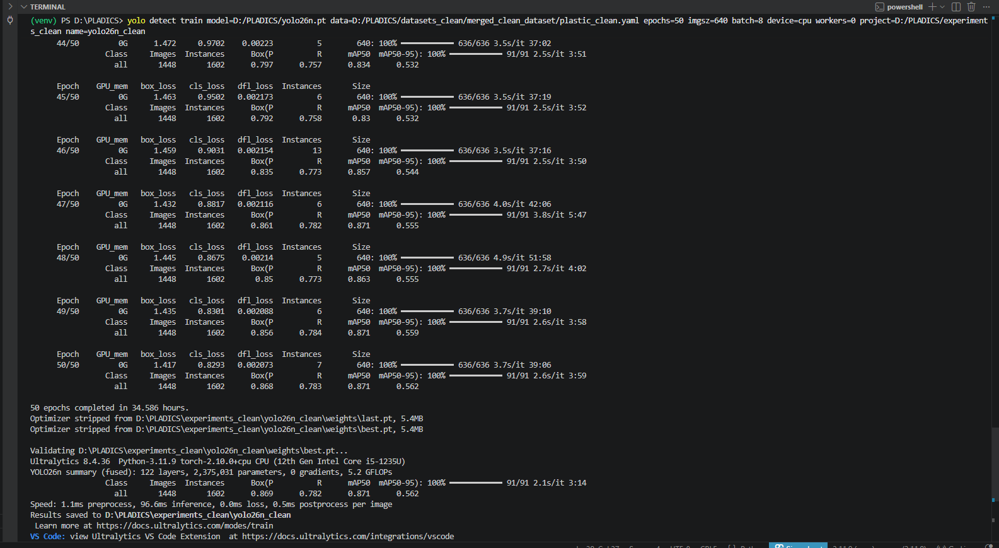 TERMINAL
powershell
(venv) PS D:\PLADICS> yolo detect train model=D:/PLADICS/yolo26n.pt data=D:/PLADICS/datasets_clean/merged_clean_dataset/plastic_clean.yaml epochs=50 imgsz=640 batch=8 device=cpu workers=0 project=D:/PLADICS/experiment
s_clean name=yolo26n_clean
44/50 0G 1.472 0.9702 0.00223 5 640: 100% ━━━━━━━━━━━━ 636/636 3.5s/it 37:02
Class Images Instances Box(P R mAP50 mAP50-95): 100% ━━━━━━━━━━━━ 91/91 2.5s/it 3:51
all 1448 1602 0.797 0.757 0.834 0.532
Epoch GPU_mem box_loss cls_loss dfl_loss Instances Size
45/50 0G 1.463 0.9502 0.002173 6 640: 100% ━━━━━━━━━━━━ 636/636 3.5s/it 37:19
Class Images Instances Box(P R mAP50 mAP50-95): 100% ━━━━━━━━━━━━ 91/91 2.5s/it 3:52
all 1448 1602 0.792 0.758 0.83 0.532
Epoch GPU_mem box_loss cls_loss dfl_loss Instances Size
46/50 0G 1.459 0.9031 0.002154 13 640: 100% ━━━━━━━━━━━━ 636/636 3.5s/it 37:16
Class Images Instances Box(P R mAP50 mAP50-95): 100% ━━━━━━━━━━━━ 91/91 2.5s/it 3:50
all 1448 1602 0.835 0.773 0.857 0.544
Epoch GPU_mem box_loss cls_loss dfl_loss Instances Size
47/50 0G 1.432 0.8817 0.002116 6 640: 100% ━━━━━━━━━━━━ 636/636 4.0s/it 42:06
Class Images Instances Box(P R mAP50 mAP50-95): 100% ━━━━━━━━━━━━ 91/91 3.8s/it 5:47
all 1448 1602 0.861 0.782 0.871 0.555
Epoch GPU_mem box_loss cls_loss dfl_loss Instances Size
48/50 0G 1.445 0.8675 0.00214 5 640: 100% ━━━━━━━━━━━━ 636/636 4.9s/it 51:58
Class Images Instances Box(P R mAP50 mAP50-95): 100% ━━━━━━━━━━━━ 91/91 2.7s/it 4:02
all 1448 1602 0.85 0.773 0.863 0.555
Epoch GPU_mem box_loss cls_loss dfl_loss Instances Size
49/50 0G 1.435 0.8301 0.002088 6 640: 100% ━━━━━━━━━━━━ 636/636 3.7s/it 39:10
Class Images Instances Box(P R mAP50 mAP50-95): 100% ━━━━━━━━━━━━ 91/91 2.6s/it 3:58
all 1448 1602 0.856 0.784 0.871 0.559
Epoch GPU_mem box_loss cls_loss dfl_loss Instances Size
50/50 0G 1.417 0.8293 0.002073 7 640: 100% ━━━━━━━━━━━━ 636/636 3.7s/it 39:06
Class Images Instances Box(P R mAP50 mAP50-95): 100% ━━━━━━━━━━━━ 91/91 2.6s/it 3:59
all 1448 1602 0.868 0.783 0.871 0.562
50 epochs completed in 34.586 hours.
Optimizer stripped from D:\PLADICS\experiments_clean\yolo26n_clean\weights\last.pt, 5.4MB
Optimizer stripped from D:\PLADICS\experiments_clean\yolo26n_clean\weights\best.pt, 5.4MB
Validating D:\PLADICS\experiments_clean\yolo26n_clean\weights\best.pt...
Ultralytics 8.4.36 Python-3.11.9 torch-2.10.0+cpu CPU (12th Gen Intel Core i5-1235U)
YOLO26n summary (fused): 122 layers, 2,375,031 parameters, 0 gradients, 5.2 GFLOPs
Class Images Instances Box(P R mAP50 mAP50-95): 100% ━━━━━━━━━━━━ 91/91 2.1s/it 3:14
all 1448 1602 0.869 0.782 0.871 0.562
Speed: 1.1ms preprocess, 96.6ms inference, 0.0ms loss, 0.5ms postprocess per image
Results saved to D:\PLADICS\experiments_clean\yolo26n_clean
Learn more at https://docs.ultralytics.com/modes/train
VS Code: view Ultralytics VS Code Extension at https://docs.ultralytics.com/integrations/vscode